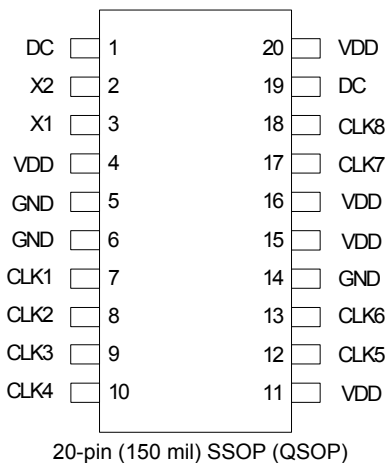 DC 1 20 VDD
X2 2 19 DC
X1 3 18 CLK8
VDD 4 17 CLK7
GND 5 16 VDD
GND 6 15 VDD
CLK1 7 14 GND
CLK2 8 13 CLK6
CLK3 9 12 CLK5
CLK4 10 11 VDD
20-pin (150 mil) SSOP (QSOP)